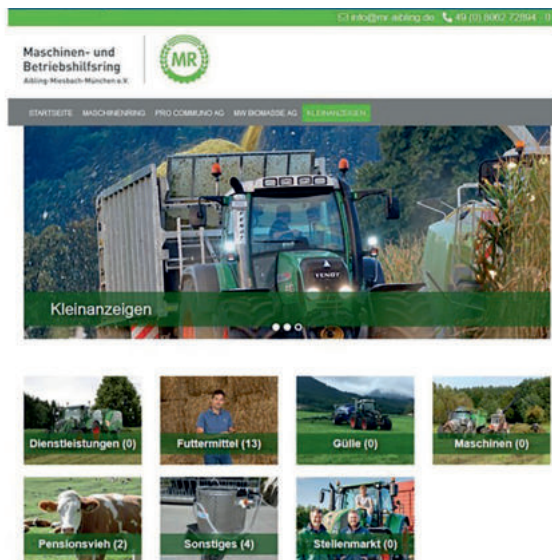 info@mr-aibling.de 49 (0) 8062 72894 - 0
Maschinen- und
Betriebshilfsring
Aibling-Miesbach-München e.V.
MR
STARTSEITE MASCHINENRING PRO COMMUNO AG MW BIOMASSE AG KLEINANZEIGEN
FENDT
FENDT
Kleinanzeigen
Dienstleistungen (0) Futtermittel (13) Gülle (0) Maschinen (0)
Pensionsvieh (2) Sonstiges (4) Stellenmarkt (0)